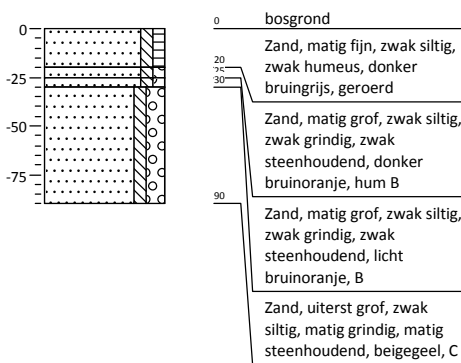 0
-25
-50
-75
0
20
25
30
90
bosgrond
Zand, matig fijn, zwak siltig,
zwak humeus, donker
bruingrijs, geroerd
Zand, matig grof, zwak siltig,
zwak grindig, zwak
steenhoudend, donker
bruinoranje, hum B
Zand, matig grof, zwak siltig,
zwak grindig, zwak
steenhoudend, licht
bruinoranje, B
Zand, uiterst grof, zwak
siltig, matig grindig, matig
steenhoudend, beigegeel, C